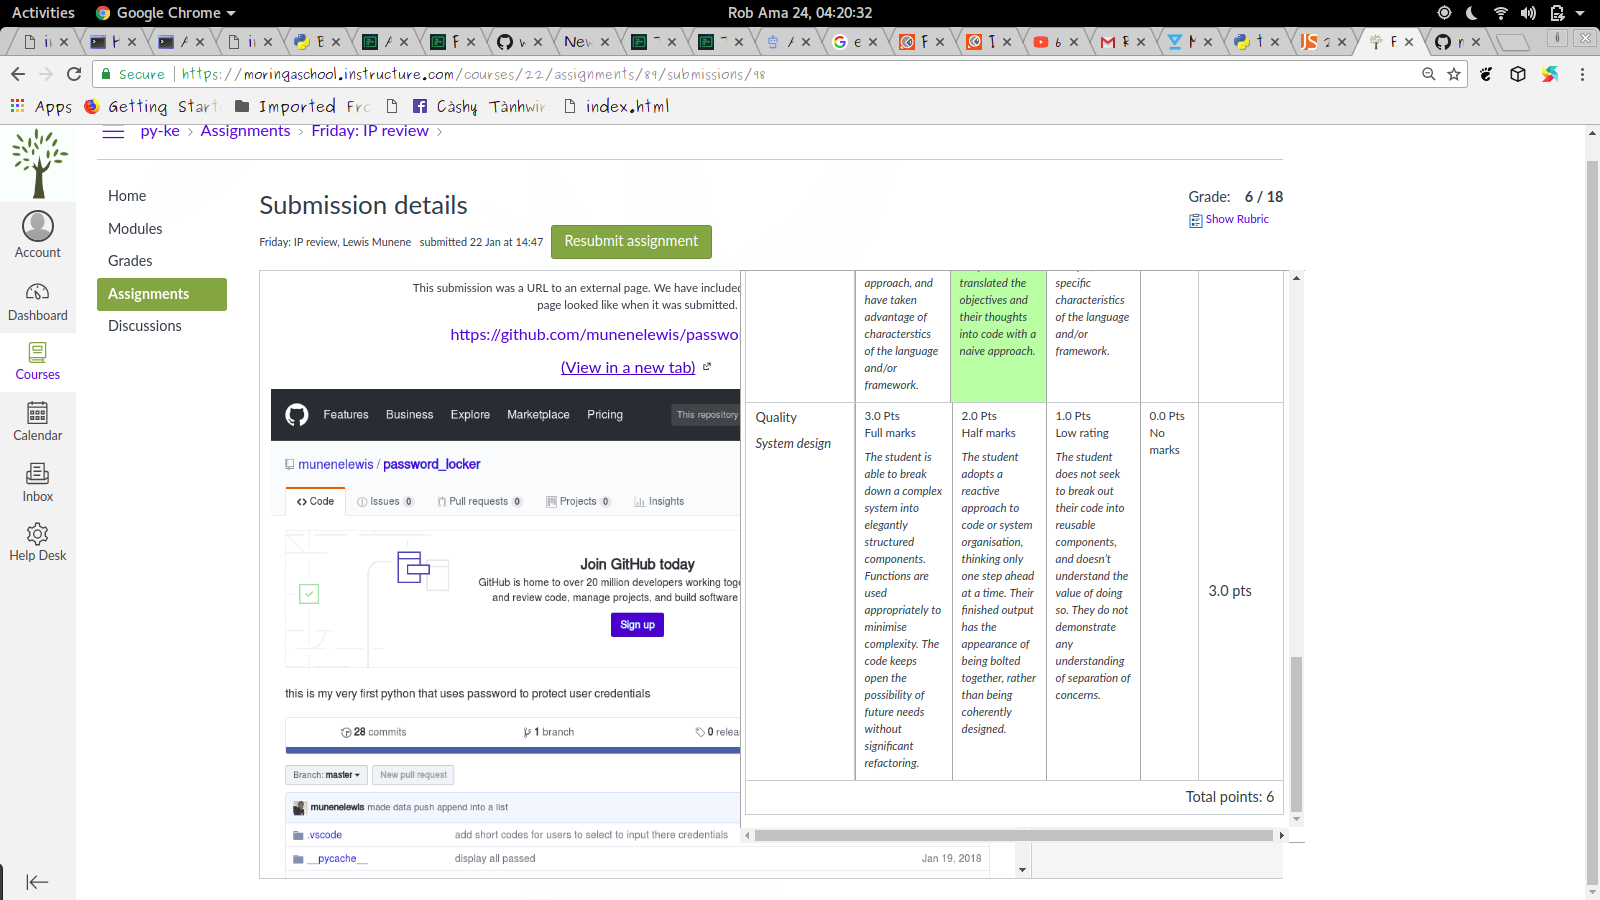 Activities Google Chrome Rob Ama 24, 04:20:32
Secure https://moringaschool.instructure.com/courses/22/assignments/89/submissions/98
Apps Getting Start Imported Fro Càshy Tànhwir index.html
py-ke › Assignments › Friday: IP review ›
Account
Dashboard
Courses
Calendar
Inbox
Help Desk
Home
Modules
Grades
Assignments
Discussions
Submission details
Grade: 6 / 18
Show Rubric
Friday: IP review, Lewis Munene submitted 22 Jan at 14:47 Resubmit assignment
This submission was a URL to an external page. We have included
page looked like when it was submitted.
https://github.com/munenelewis/passwo
(View in a new tab)
Features Business Explore Marketplace Pricing This repository
munenelewis / password_locker
Code Issues 0 Pull requests 0 Projects 0 Insights
Join GitHub today
GitHub is home to over 20 million developers working toge
and review code, manage projects, and build software
Sign up
this is my very first python that uses password to protect user credentials
28 commits 1 branch 0 relea
Branch: master New pull request
munenelewis made data push append into a list
.vscode add short codes for users to select to input there credentials
__pycache__ display all passed Jan 19, 2018
approach, and
have taken
advantage of
characterstics
of the language
and/or
framework.
translated the
objectives and
their thoughts
into code with a
naive approach.
specific
characteristics
of the language
and/or
framework.
Quality
System design
3.0 Pts
Full marks
The student is
able to break
down a complex
system into
elegantly
structured
components.
Functions are
used
appropriately to
minimise
complexity. The
code keeps
open the
possibility of
future needs
without
significant
refactoring.
2.0 Pts
Half marks
The student
adopts a
reactive
approach to
code or system
organisation,
thinking only
one step ahead
at a time. Their
finished output
has the
appearance of
being bolted
together, rather
than being
coherently
designed.
1.0 Pts
Low rating
The student
does not seek
to break out
their code into
reusable
components,
and doesn't
understand the
value of doing
so. They do not
demonstrate
any
understanding
of separation of
concerns.
0.0 Pts
No
marks
3.0 pts
Total points: 6